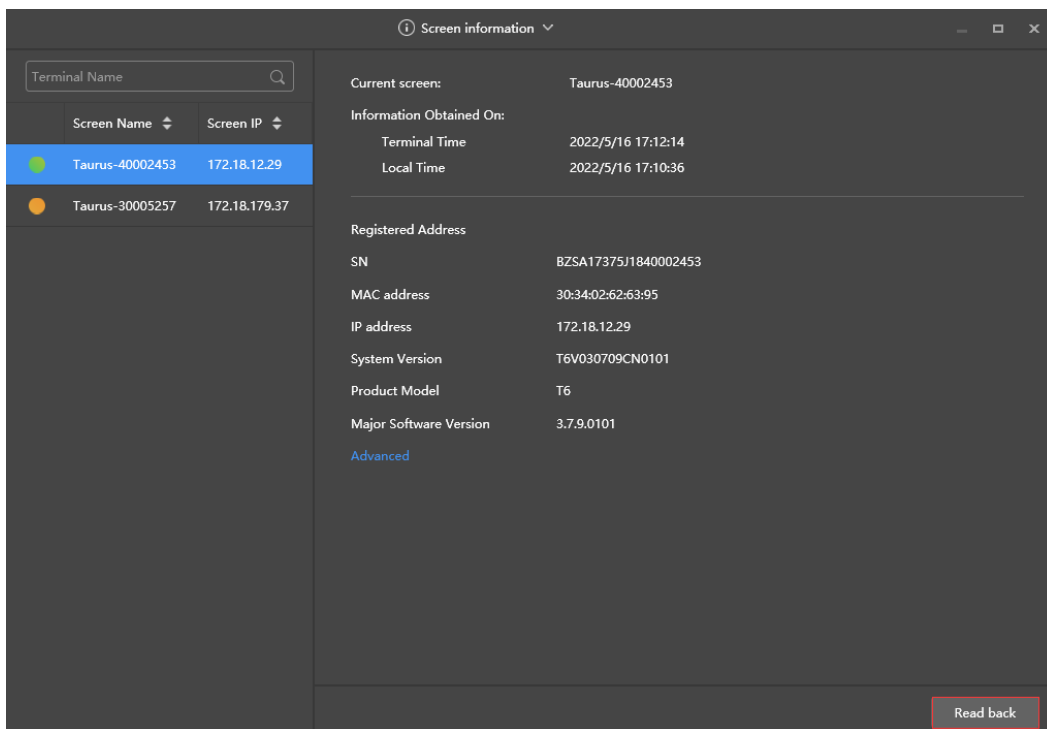 Screen information
Terminal Name
Screen Name Screen IP
Taurus-40002453 172.18.12.29
Taurus-30005257 172.18.179.37
Current screen: Taurus-40002453
Information Obtained On:
Terminal Time 2022/5/16 17:12:14
Local Time 2022/5/16 17:10:36
Registered Address
SN BZSA17375J1840002453
MAC address 30:34:02:62:63:95
IP address 172.18.12.29
System Version T6V030709CN0101
Product Model T6
Major Software Version 3.7.9.0101
Advanced
Read back